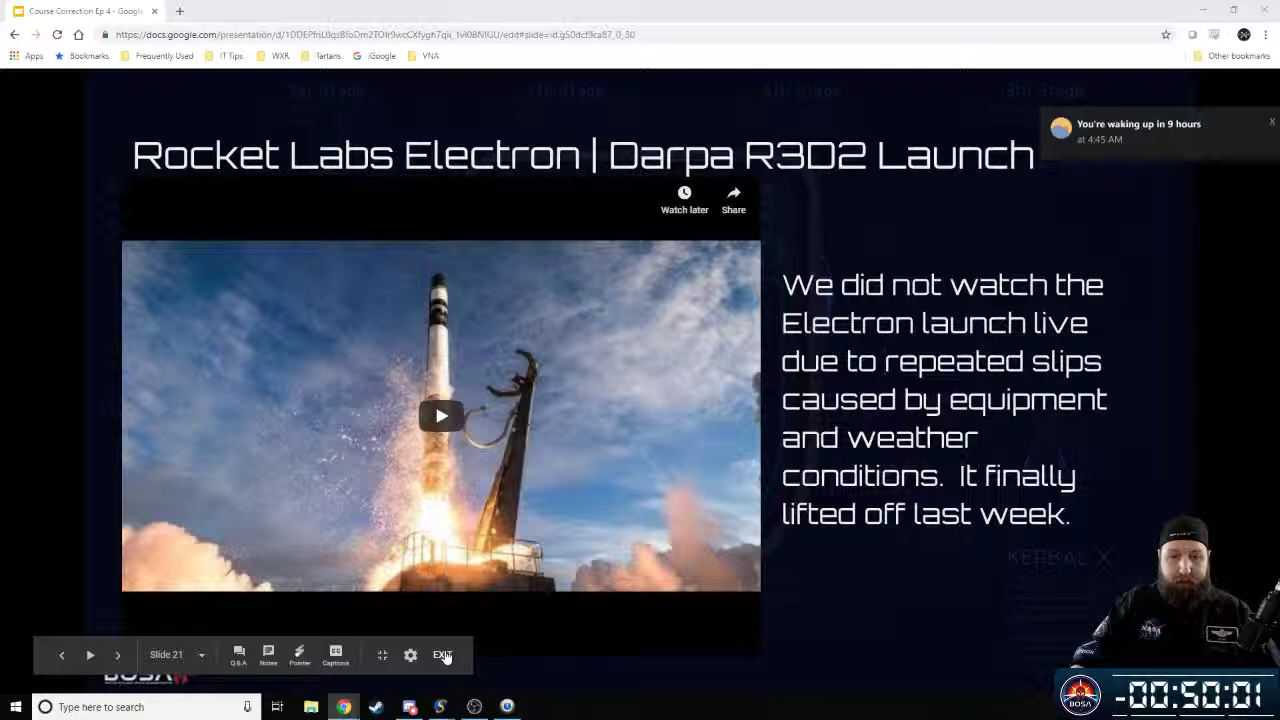 Course Correction Ep 4 - Google
Apps
Bookmarks
Frequently Used
IT Tips
WXR
Tartans
iGoogle
VNA
Other bookmarks
You're waking up in 9 hours
at 4:45 AM
Rocket Labs Electron | Darpa R3D2 Launch
Watch later
Share
We did not watch the
Electron launch live
due to repeated slips
caused by equipment
and weather
conditions. It finally
lifted off last week.
KERBAL X
Slide 21
Q&A
Notes
Pointer
Captions
EXIT
BOSA
NASA
BOSA
-00:50:01
Type here to search